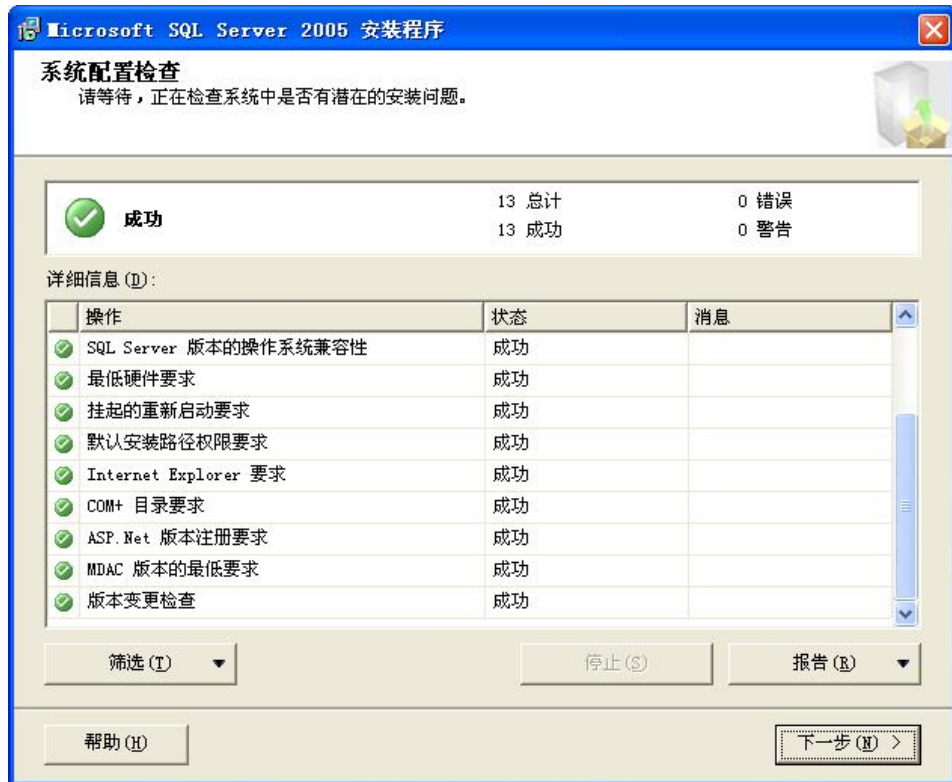 Microsoft SQL Server 2005 安装程序
系统配置检查
请等待，正在检查系统中是否有潜在的安装问题。
成功
13 总计
0 错误
13 成功
0 警告
详细信息(D):
操作 状态 消息
SQL Server 版本的操作系统兼容性 成功
最低硬件要求 成功
挂起的重新启动要求 成功
默认安装路径权限要求 成功
Internet Explorer 要求 成功
COM+ 目录要求 成功
ASP.Net 版本注册要求 成功
MDAC 版本的最低要求 成功
版本变更检查 成功
筛选(T) 停止(S) 报告(R)
帮助(H) 下一步(N) >